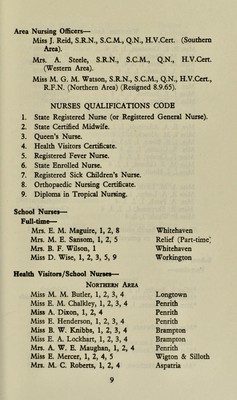 Area Nursing Officers—
Miss J. Reid, S.R.N., S.C.M., Q.N., H.V.Cert. (Southern
Area).
Mrs. A. Steele, S.R.N., S.C.M., Q.N., H.V.Cert.
(Western Area).
Miss M. G. M. Watson, S.R.N., S.C.M., Q.N., H.V.Cert.,
R.F.N. (Northern Area) (Resigned 8.9.65).
NURSES QUALIFICATIONS CODE
1. State Registered Nurse (or Registered General Nurse).
2. State Certified Midwife.
3. Queen's Nurse.
4. Health Visitors Certificate.
5. Registered Fever Nurse.
6. State Enrolled Nurse.
7. Registered Sick Children's Nurse.
8. Orthopaedic Nursing Certificate.
9. Diploma in Tropical Nursing.
School Nurses—
Full-time—
Mrs. E. M. Maguire, 1, 2, 8 Whitehaven
Mrs. M. E. Sansom, 1, 2, 5 Relief (Part-time)
Mrs. B. F. Wilson, 1 Whitehaven
Miss D. Wise, 1, 2, 3, 5, 9 Workington
Health Visitors/School Nurses—
NORTHERN AREA
Miss M. M. Butler, 1, 2, 3, 4 Longtown
Miss E. M. Chalkley, 1, 2, 3, 4 Penrith
Miss A. Dixon, 1, 2, 4 Penrith
Miss E. Henderson, 1, 2, 3, 4 Penrith
Miss B. W. Knibbs, 1, 2, 3, 4 Brampton
Miss E. A. Lockhart, 1, 2, 3, 4 Brampton
Mrs. A. W. E. Maughan, 1, 2, 4 Penrith
Miss E. Mercer, 1, 2, 4, 5 Wigton & Silloth
Mrs. M. C. Roberts, 1, 2, 4 Aspatria
9